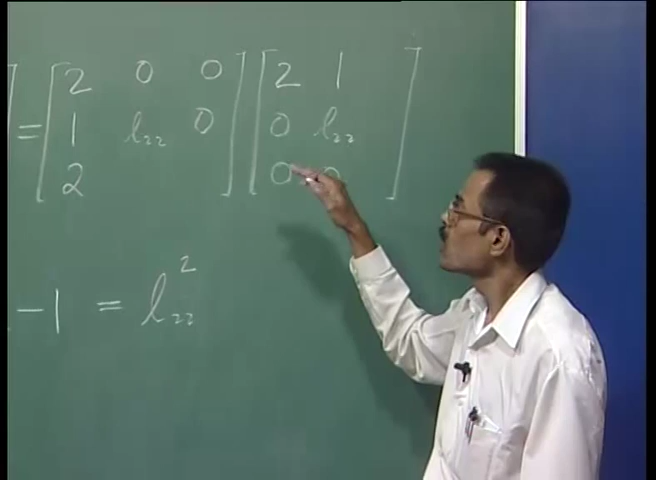 2 0 0 2 1
= 1 l₂₂ 0 0 l₂₂
2 0 0
-1 = l₂₂²